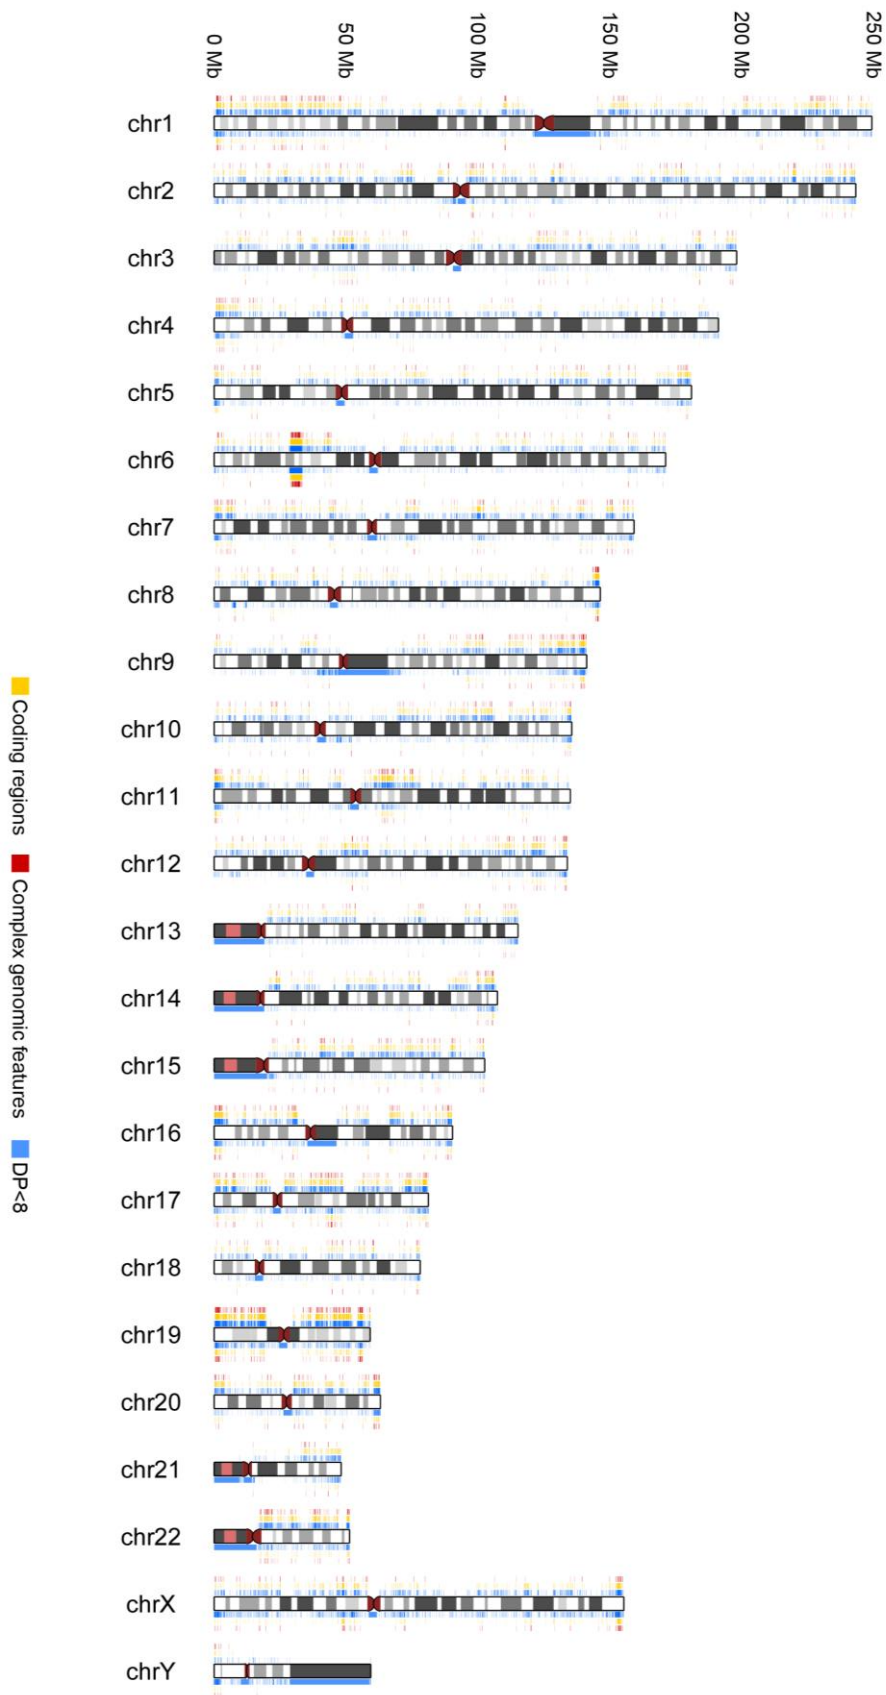 0 Mb
50 Mb
100 Mb
150 Mb
200 Mb
250 Mb
chr1
chr2
chr3
chr4
chr5
chr6
chr7
chr8
chr9
chr10
chr11
chr12
chr13
chr14
chr15
chr16
chr17
chr18
chr19
chr20
chr21
chr22
chrX
chrY
Coding regions Complex genomic features DP<8